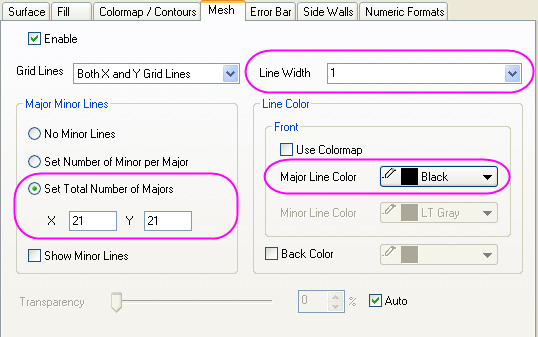 Surface Fill Colormap / Contours Mesh Error Bar Side Walls Numeric Formats
Enable
Grid Lines Both X and Y Grid Lines Line Width 1
Major Minor Lines
No Minor Lines
Set Number of Minor per Major
Set Total Number of Majors
X 21 Y 21
Show Minor Lines
Line Color
Front
Use Colormap
Major Line Color Black
Minor Line Color LT Gray
Back Color
Transparency 0 % Auto